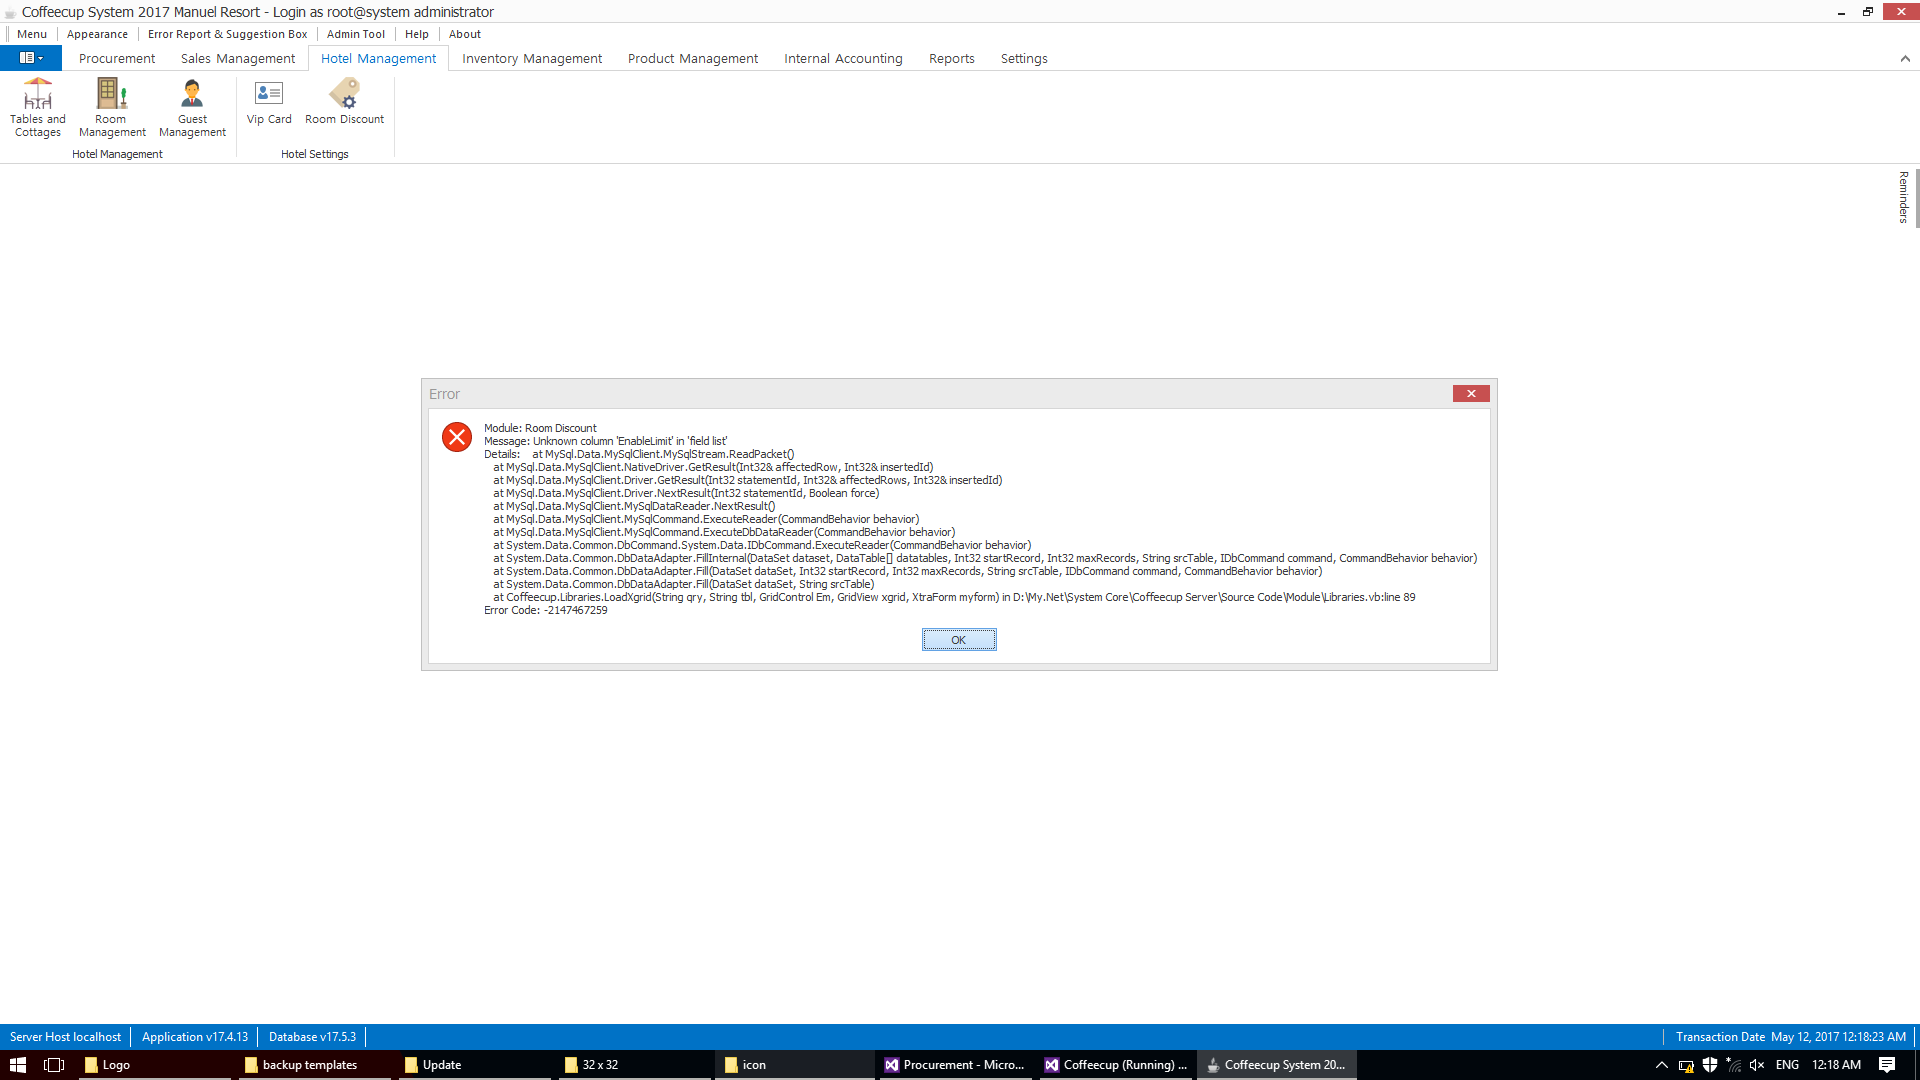 Coffeecup System 2017 Manuel Resort - Login as root@system administrator
Menu Appearance Error Report & Suggestion Box Admin Tool Help About
Procurement Sales Management Hotel Management Inventory Management Product Management Internal Accounting Reports Settings
Tables and Cottages
Room Management
Guest Management
Vip Card
Room Discount
Hotel Management
Hotel Settings
Reminders
Error
Module: Room Discount
Message: Unknown column 'EnableLimit' in 'field list'
Details:    at MySql.Data.MySqlClient.MySqlStream.ReadPacket()
at MySql.Data.MySqlClient.NativeDriver.GetResult(Int32& affectedRow, Int32& insertedId)
at MySql.Data.MySqlClient.Driver.GetResult(Int32 statementId, Int32& affectedRows, Int32& insertedId)
at MySql.Data.MySqlClient.Driver.NextResult(Int32 statementId, Boolean force)
at MySql.Data.MySqlClient.MySqlDataReader.NextResult()
at MySql.Data.MySqlClient.MySqlCommand.ExecuteReader(CommandBehavior behavior)
at MySql.Data.MySqlClient.MySqlCommand.ExecuteDbDataReader(CommandBehavior behavior)
at System.Data.Common.DbCommand.System.Data.IDbCommand.ExecuteReader(CommandBehavior behavior)
at System.Data.Common.DbDataAdapter.FillInternal(DataSet dataset, DataTable[] datatables, Int32 startRecord, Int32 maxRecords, String srcTable, IDbCommand command, CommandBehavior behavior)
at System.Data.Common.DbDataAdapter.Fill(DataSet dataSet, Int32 startRecord, Int32 maxRecords, String srcTable, IDbCommand command, CommandBehavior behavior)
at System.Data.Common.DbDataAdapter.Fill(DataSet dataSet, String srcTable)
at Coffeecup.Libraries.LoadXgrid(String qry, String tbl, GridControl Em, GridView xgrid, XtraForm myform) in D:\My.Net\System Core\Coffeecup Server\Source Code\Module\Libraries.vb:line 89
Error Code: -2147467259
OK
Server Host localhost Application v17.4.13 Database v17.5.3 Transaction Date May 12, 2017 12:18:23 AM
Logo backup templates Update 32 x 32 icon Procurement - Micro... Coffeecup (Running) ... Coffeecup System 20... ENG 12:18 AM